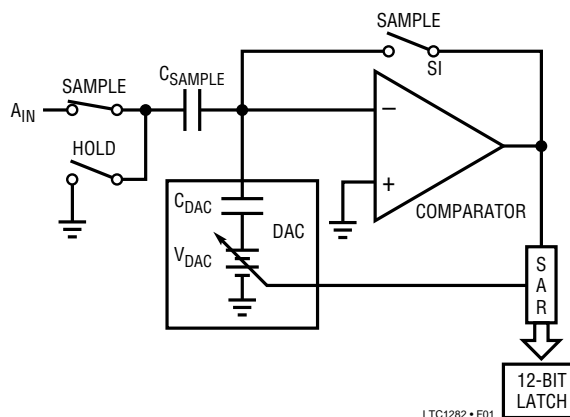 SAMPLE
SI
C_SAMPLE
SAMPLE
A_IN
HOLD
−
+
COMPARATOR
C_DAC
DAC
V_DAC
S
A
R
12-BIT
LATCH
LTC1282 • F01